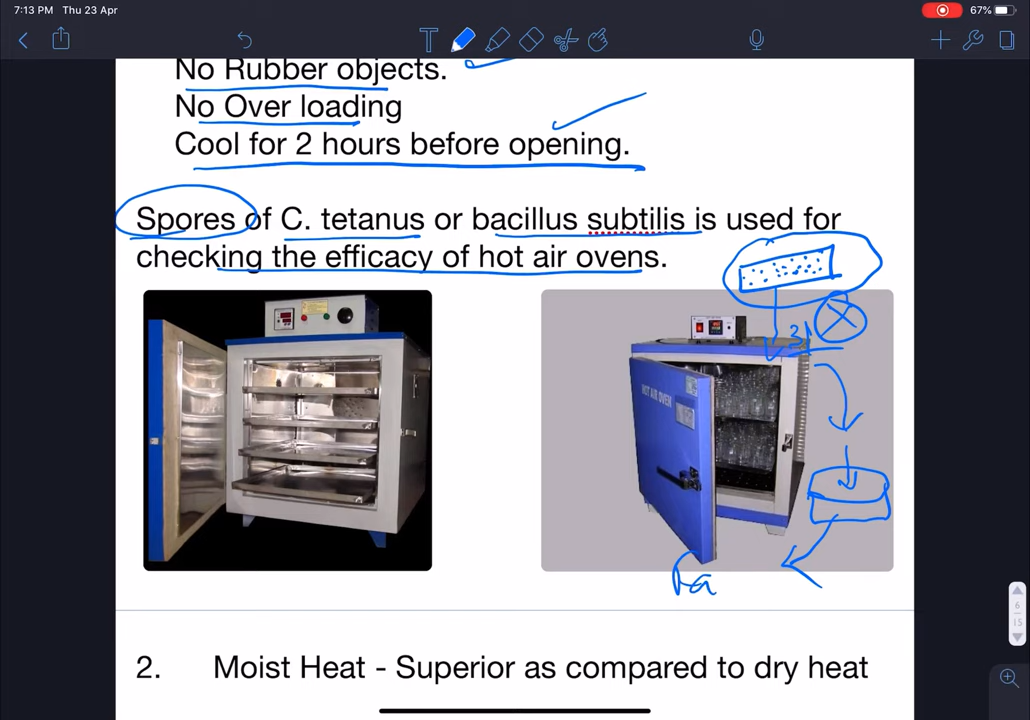 7:13 PM Thu 23 Apr
67%
No Rubber objects.
No Over loading
Cool for 2 hours before opening.
Spores of C. tetanus or bacillus subtilis is used for
checking the efficacy of hot air ovens.
HOT AIR OVEN
6
15
2. Moist Heat - Superior as compared to dry heat